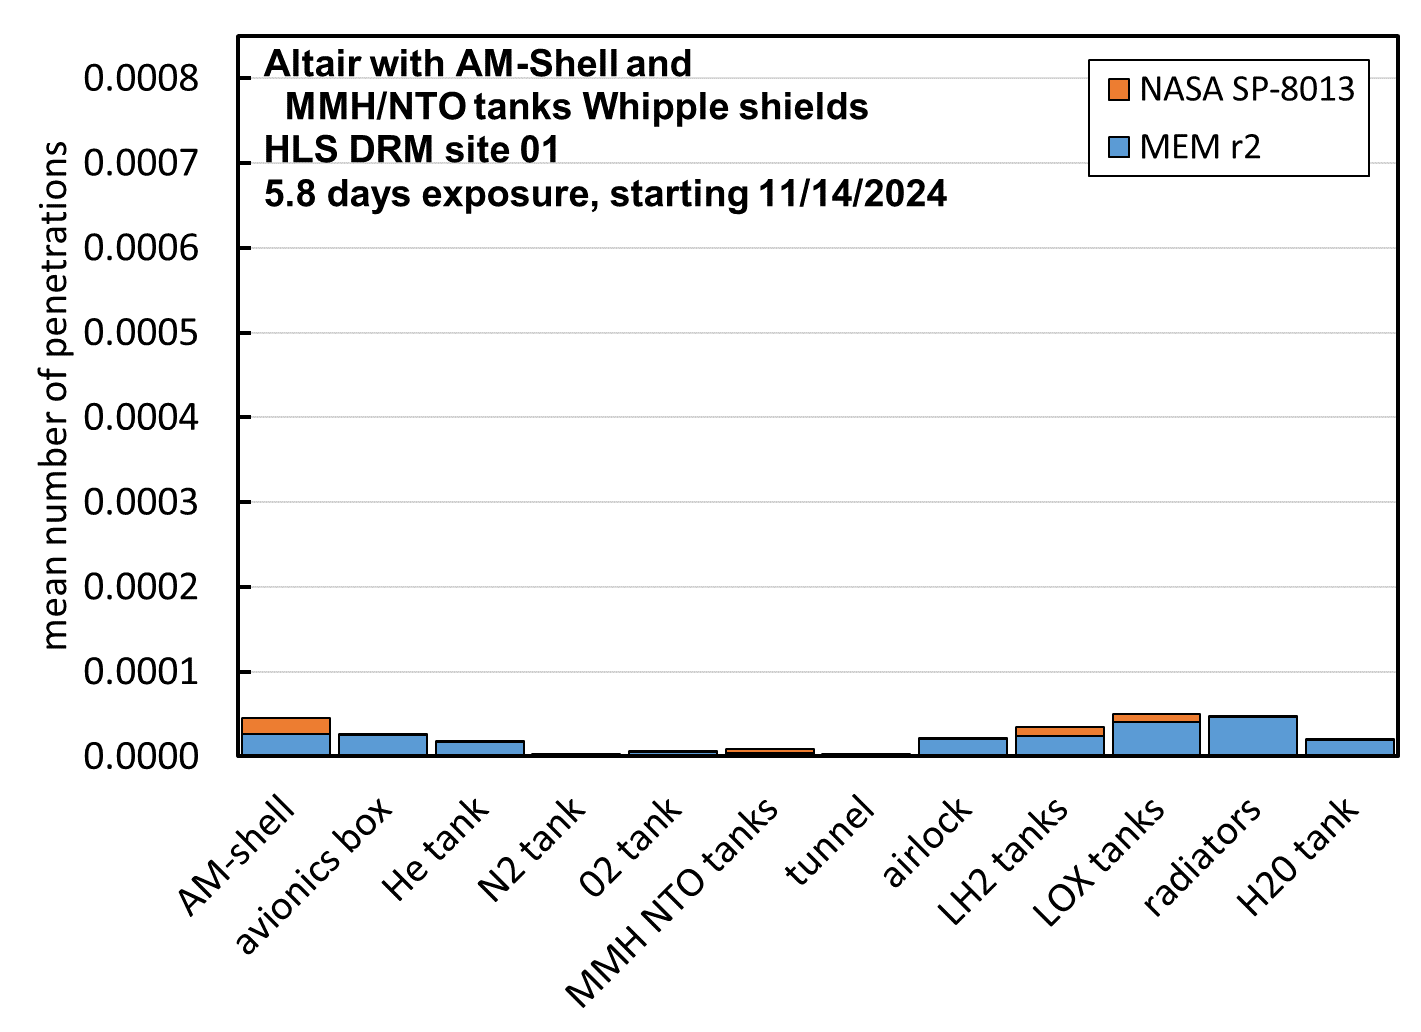 Altair with AM-Shell and
MMH/NTO tanks Whipple shields
HLS DRM site 01
5.8 days exposure, starting 11/14/2024
NASA SP-8013
MEM r2
mean number of penetrations
0.0008
0.0007
0.0006
0.0005
0.0004
0.0003
0.0002
0.0001
0.0000
AM-shell
avionics box
He tank
N2 tank
02 tank
MMH NTO tanks
tunnel
airlock
LH2 tanks
LOX tanks
radiators
H20 tank